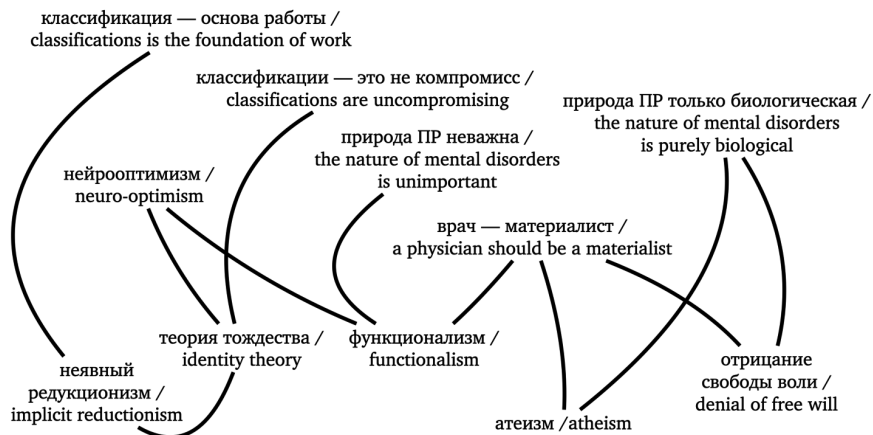 классификация — основа работы /
classifications is the foundation of work
классификации — это не компромисс /
classifications are uncompromising
природа ПР только биологическая /
the nature of mental disorders
is purely biological
природа ПР неважна /
the nature of mental disorders
is unimportant
нейрооптимизм /
neuro-optimism
врач — материалист /
a physician should be a materialist
теория тождества /
identity theory
функционализм /
functionalism
неявный
редукционизм /
implicit reductionism
отрицание
свободы воли /
denial of free will
атеизм /atheism